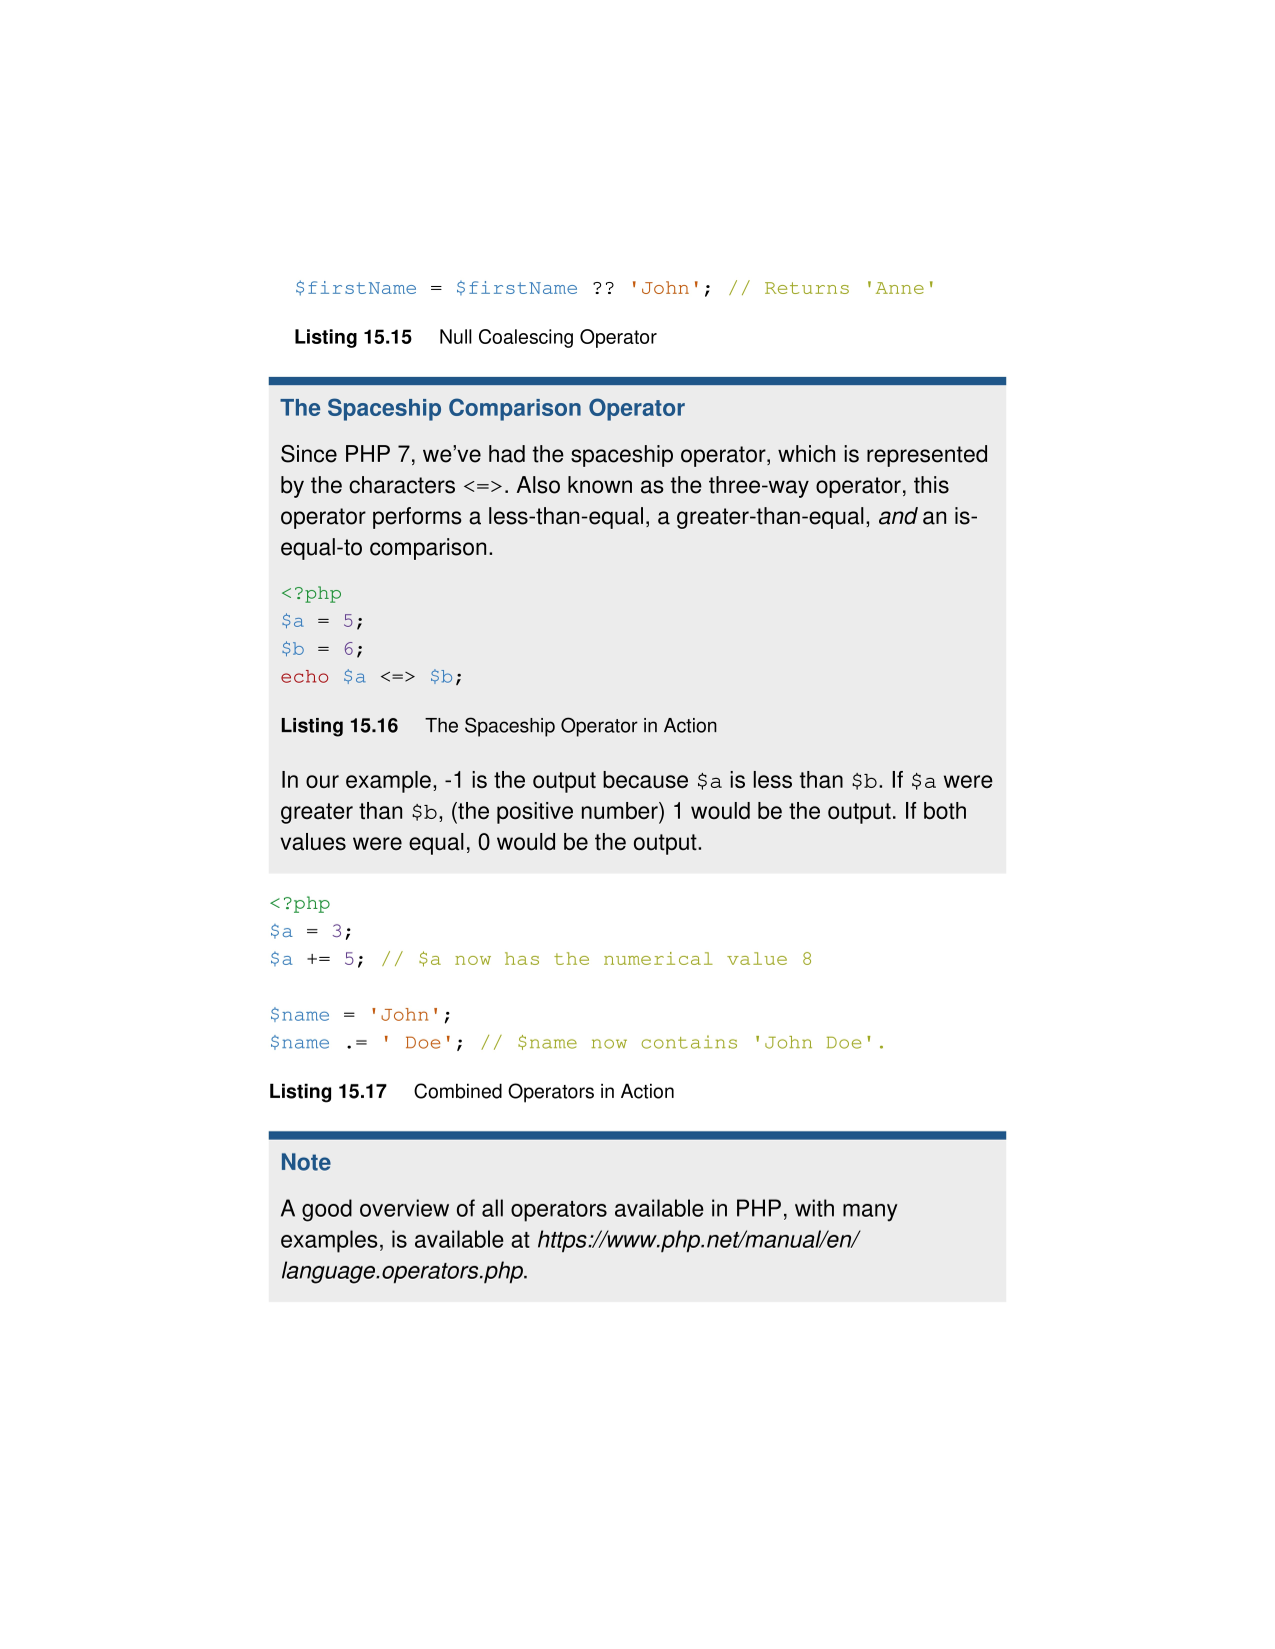 $firstName = $firstName ?? 'John'; // Returns 'Anne'
Listing 15.15 Null Coalescing Operator
The Spaceship Comparison Operator
Since PHP 7, we’ve had the spaceship operator, which is represented
by the characters <=>. Also known as the three-way operator, this
operator performs a less-than-equal, a greater-than-equal, and an is-
equal-to comparison.
<?php
$a = 5;
$b = 6;
echo $a <=> $b;
Listing 15.16 The Spaceship Operator in Action
In our example, -1 is the output because $a is less than $b. If $a were
greater than $b, (the positive number) 1 would be the output. If both
values were equal, 0 would be the output.
<?php
$a = 3;
$a += 5; // $a now has the numerical value 8
$name = 'John';
$name .= ' Doe'; // $name now contains 'John Doe'.
Listing 15.17 Combined Operators in Action
Note
A good overview of all operators available in PHP, with many
examples, is available at https://www.php.net/manual/en/
language.operators.php.